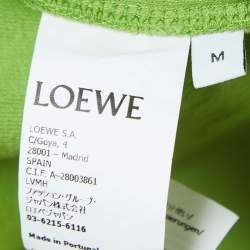 LOEWE
M
LOEWE S.A.
C/Goya, 4
28001 - Madrid
SPAIN
C.I.F. A-28003861
LVMH
ファッション・グループ・
ジャパン株式会社
ロエベジャパン
03-6215-6116
Made in Portugal